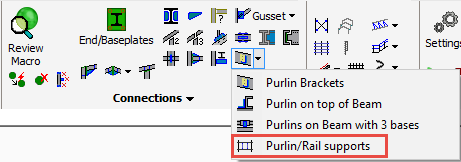 Gusset
Review
Macro
End/Baseplates
Connections
Settings
Purlin Brackets
Purlin on top of Beam
Purlins on Beam with 3 bases
Purlin/Rail supports